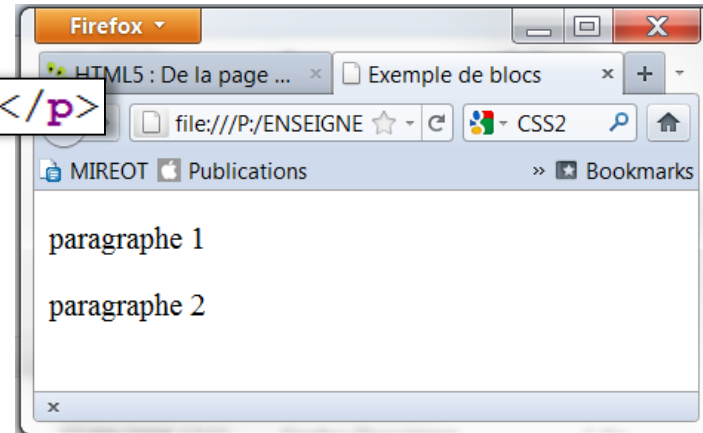 Firefox
HTML5 : De la page ... × Exemple de blocs × +
</p>
file:///P:/ENSEIGNE CSS2
MIREOT Publications » Bookmarks
paragraphe 1
paragraphe 2
×